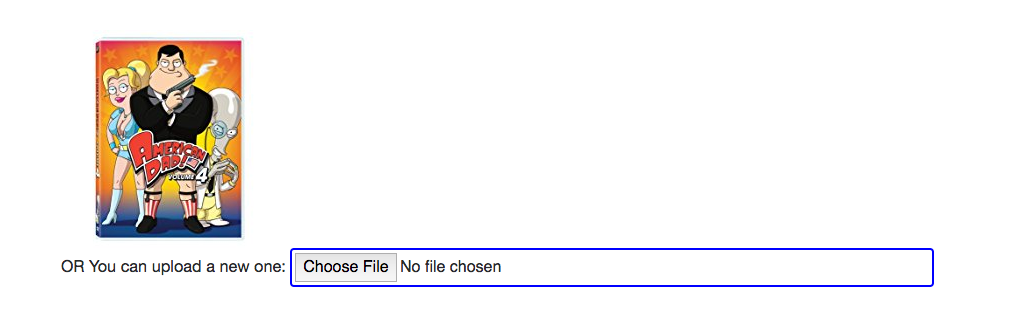 AMERICAN
DAD!
VOLUME 4
OR You can upload a new one: Choose File No file chosen